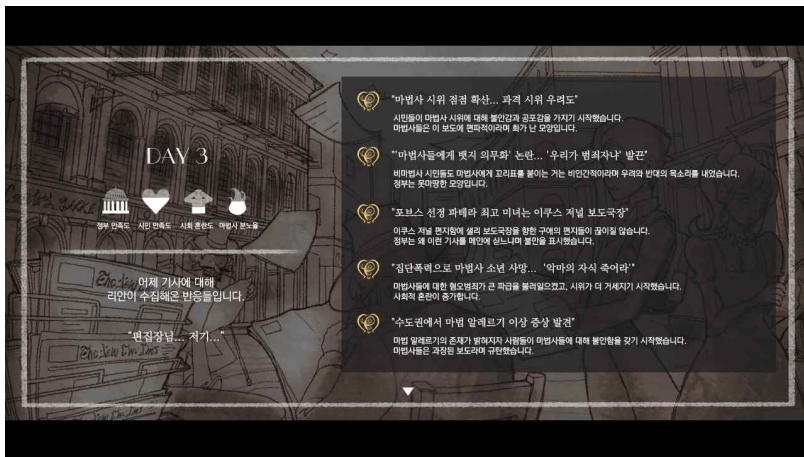 DAY 3
정부 만족도 시민 만족도 사회 혼란도 마법사 분노율
어제 기사에 대해
리안이 수집해온 반응들입니다.
"편집장님... 저기..."
"마법사 시위 점점 확산... 과격 시위 우려도"
시민들이 마법사 시위에 대해 불안감과 공포감을 가지기 시작했습니다.
마법사들은 이 보도에 편파적이라며 화가 난 모양입니다.
"'마법사들에게 뱃지 의무화' 논란... '우리가 범죄자냐' 발끈"
비마법사 시민들도 마법사에게 꼬리표를 붙이는 거는 비인간적이라며 우려와 반대의 목소리를 내었습니다.
정부는 못마땅한 모양입니다.
"포브스 선정 파테라 최고 미녀는 이쿠스 저널 보도국장"
이쿠스 저널 편지함에 샐리 보도국장을 향한 구애의 편지들이 끊이질 않습니다.
정부는 왜 이런 기사를 메인에 싣느냐며 불만을 표시했습니다.
"집단폭력으로 마법사 소년 사망... '악마의 자식 죽어라'"
마법사들에 대한 혐오범죄가 큰 파급을 불러일으켰고, 시위가 더 거세지기 시작했습니다.
사회적 혼란이 증가합니다.
"수도권에서 마법 알레르기 이상 증상 발견"
마법 알레르기의 존재가 밝혀지자 사람들이 마법사들에 대해 불안함을 갖기 시작했습니다.
마법사들은 과장된 보도라며 규탄했습니다.